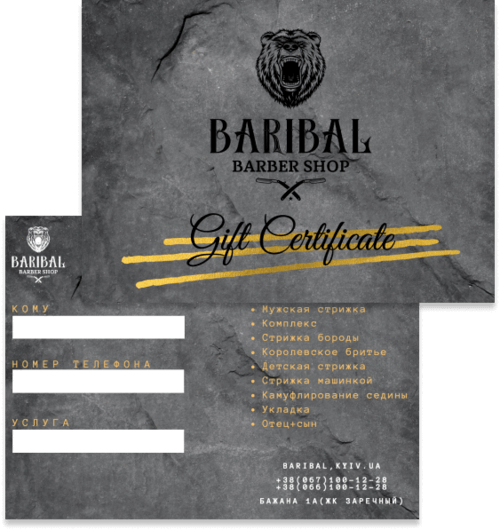 BARIBAL
BARBER SHOP
Gift Certificate
BARIBAL
BARBER SHOP
КОМУ
НОМЕР ТЕЛЕФОНА
УСЛУГА
• Мужская стрижка
• Комплекс
• Стрижка бороды
• Королевское бритье
• Детская стрижка
• Стрижка машинкой
• Камуфлирование седины
• Укладка
• Отец+сын
BARIBAL,KYIV.UA
+38(067)100-12-28
+38(066)100-12-28
БАЖАНА 1А(ЖК ЗАРЕЧНЫЙ)